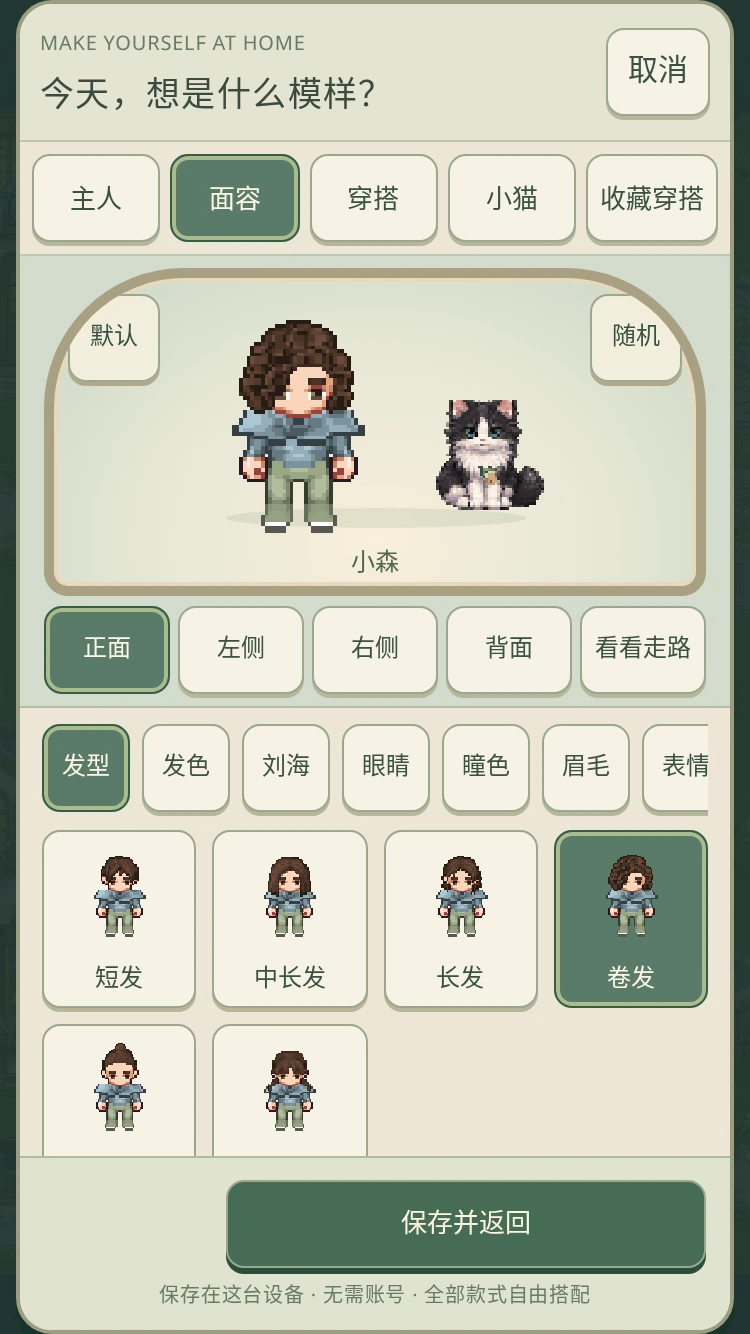 MAKE YOURSELF AT HOME
今天，想是什么模样？
取消
主人
面容
穿搭
小猫
收藏穿搭
默认
随机
小森
正面
左侧
右侧
背面
看看走路
发型
发色
刘海
眼睛
瞳色
眉毛
表情
短发
中长发
长发
卷发
保存并返回
保存在这台设备 · 无需账号 · 全部款式自由搭配